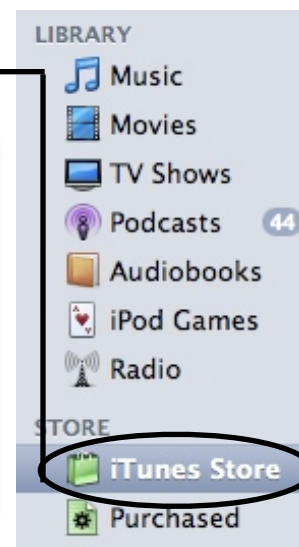 LIBRARY
Music
Movies
TV Shows
Podcasts 44
Audiobooks
iPod Games
Radio
STORE
iTunes Store
Purchased